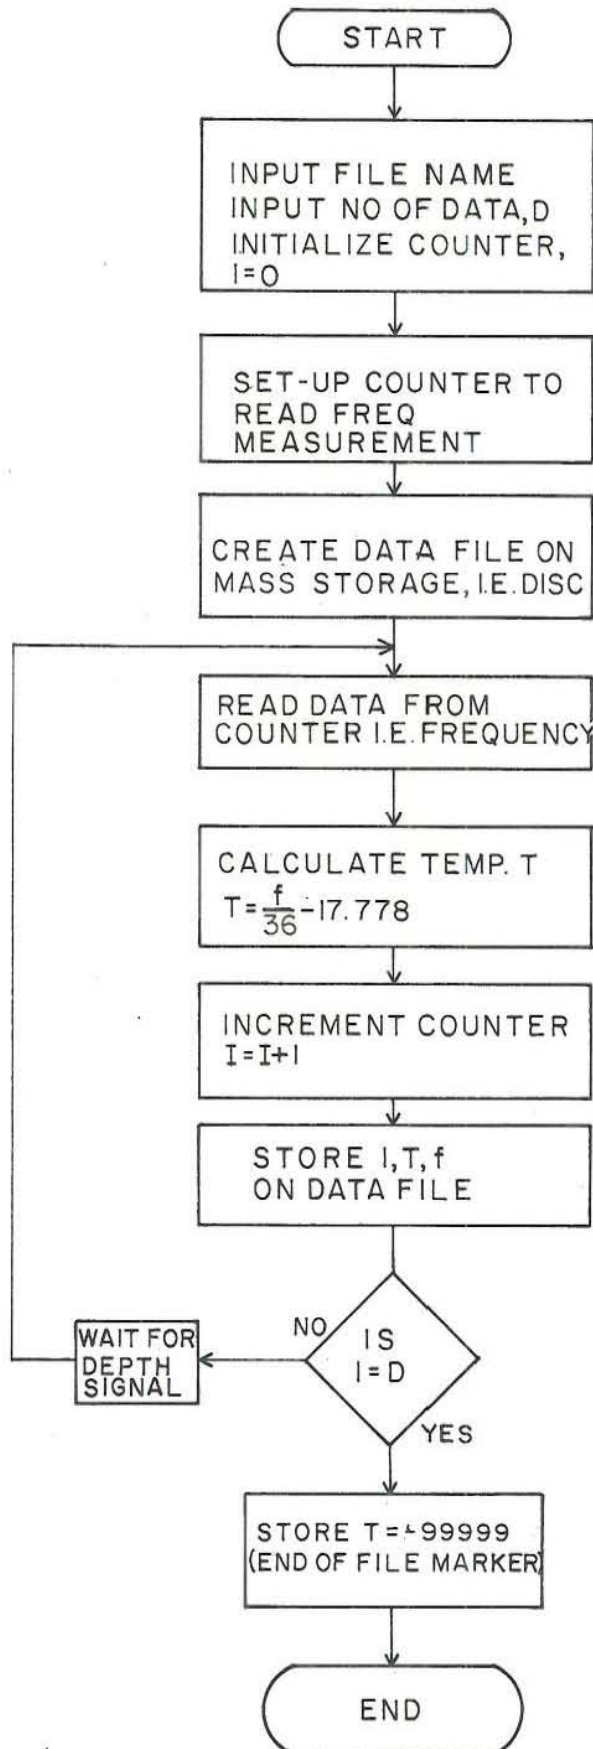 START
INPUT FILE NAME
INPUT NO OF DATA,D
INITIALIZE COUNTER,
I=0
SET-UP COUNTER TO
READ FREQ
MEASUREMENT
CREATE DATA FILE ON
MASS STORAGE, I.E. DISC
READ DATA FROM
COUNTER I.E. FREQUENCY
CALCULATE TEMP. T
T=f/36-17.778
INCREMENT COUNTER
I=I+1
STORE I,T,f
ON DATA FILE
IS
I=D
NO
WAIT FOR
DEPTH
SIGNAL
YES
STORE T=-99999
(END OF FILE MARKER)
END